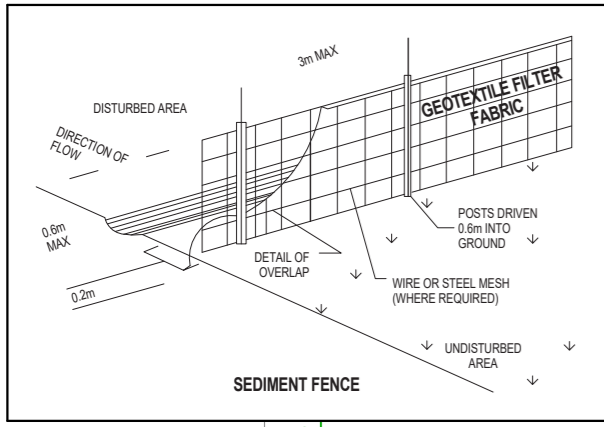 3m MAX
GEOTEXTILE FILTER
FABRIC
DISTURBED AREA
DIRECTION OF
FLOW
0.6m
MAX
0.2m
DETAIL OF
OVERLAP
POSTS DRIVEN
0.6m INTO
GROUND
WIRE OR STEEL MESH
(WHERE REQUIRED)
UNDISTURBED
AREA
SEDIMENT FENCE